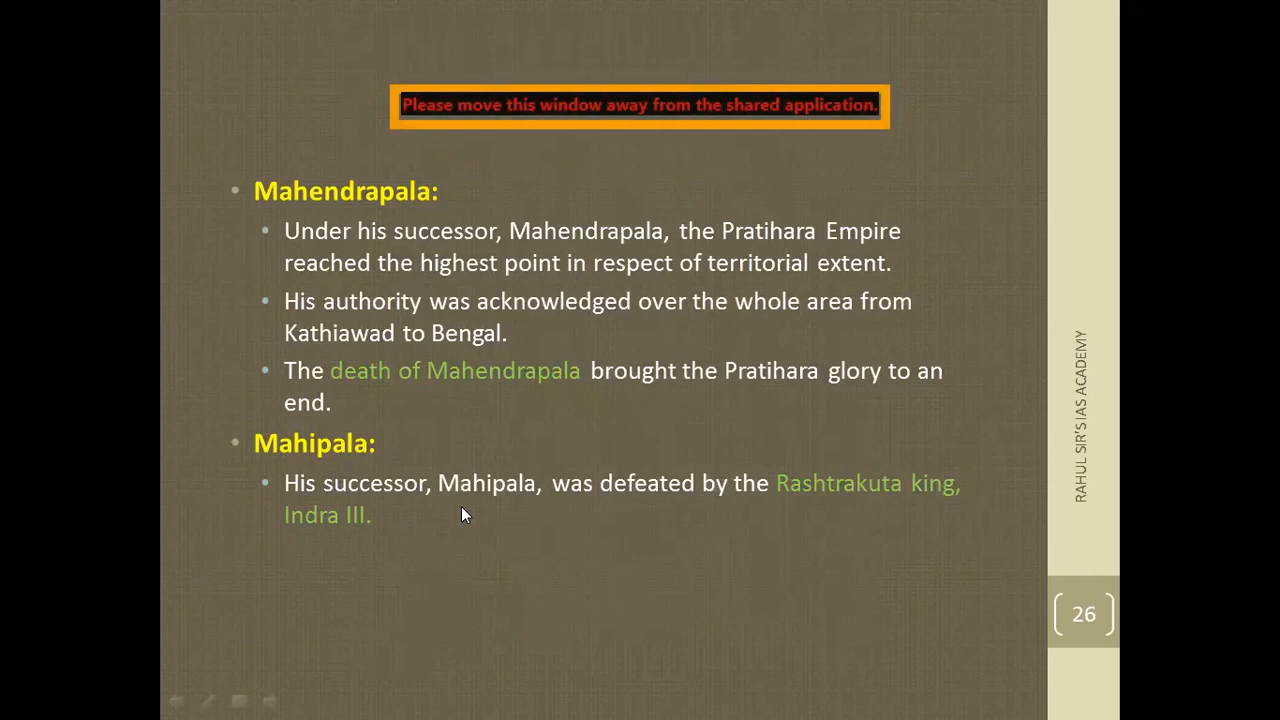 Please move this window away from the shared application.
• Mahendrapala:
• Under his successor, Mahendrapala, the Pratihara Empire
reached the highest point in respect of territorial extent.
• His authority was acknowledged over the whole area from
Kathiawad to Bengal.
• The death of Mahendrapala brought the Pratihara glory to an
end.
• Mahipala:
• His successor, Mahipala, was defeated by the Rashtrakuta king,
Indra III.
RAHUL SIR'S IAS ACADEMY
26